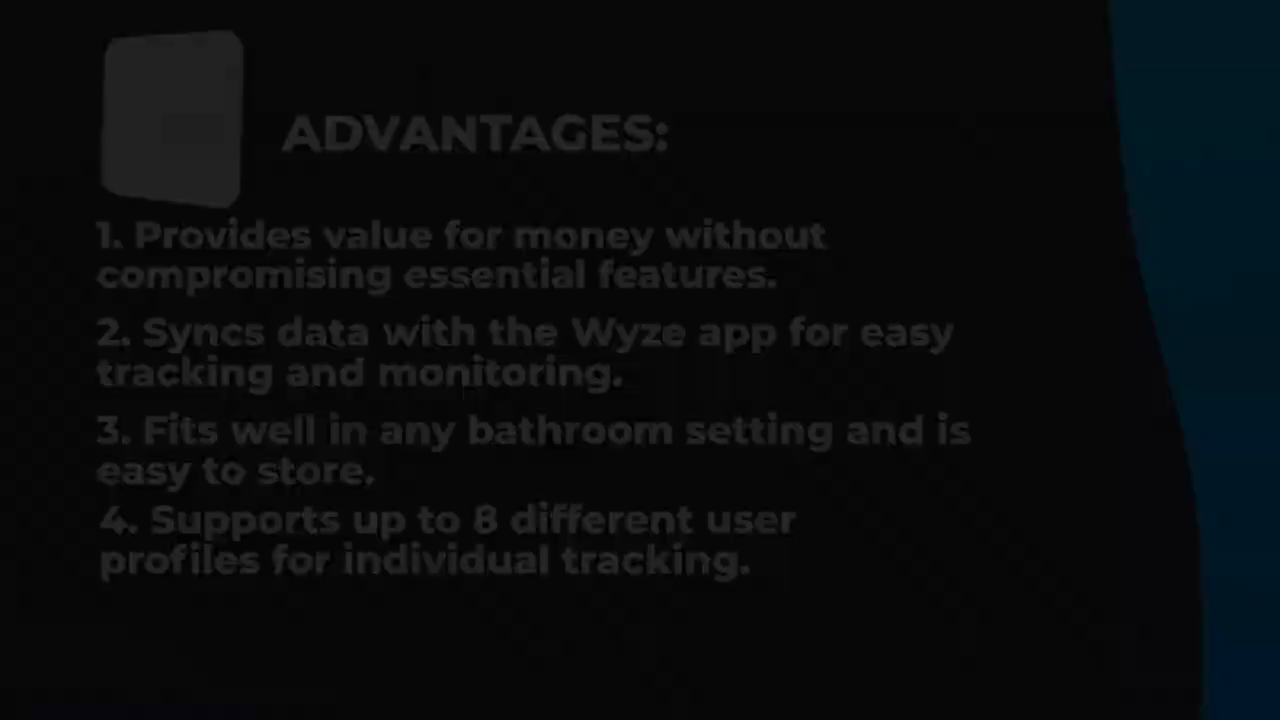 ADVANTAGES:
1. Provides value for money without
compromising essential features.
2. Syncs data with the Wyze app for easy
tracking and monitoring.
3. Fits well in any bathroom setting and is
easy to store.
4. Supports up to 8 different user
profiles for individual tracking.